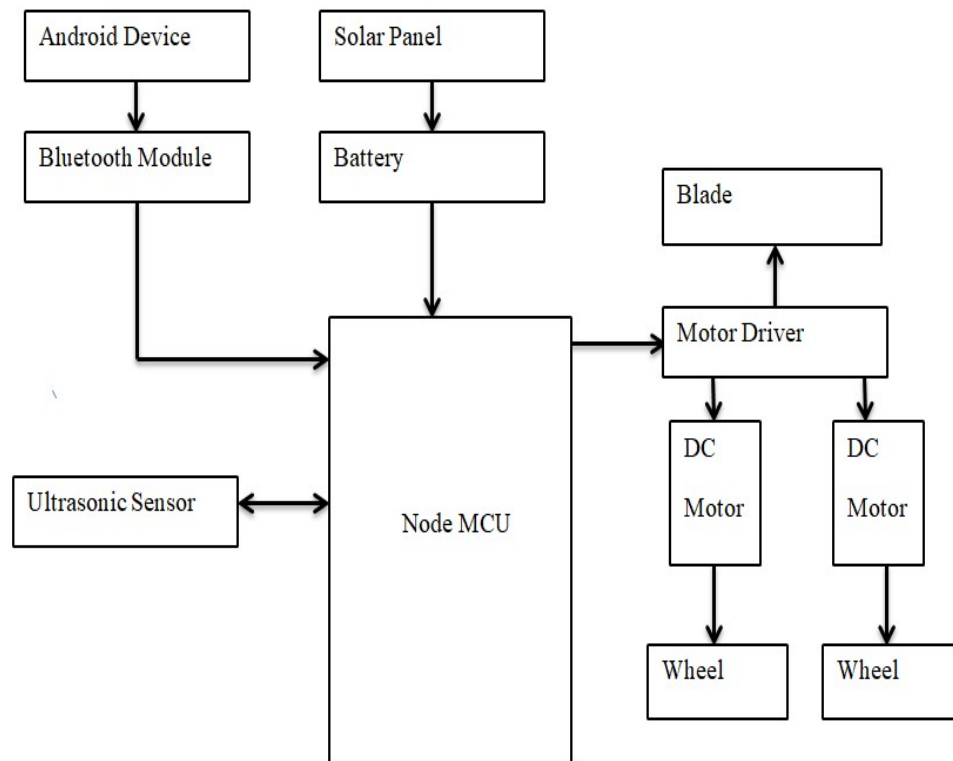 Android Device
Solar Panel
Bluetooth Module
Battery
Blade
Motor Driver
DC
Motor
DC
Motor
Ultrasonic Sensor
Node MCU
Wheel
Wheel